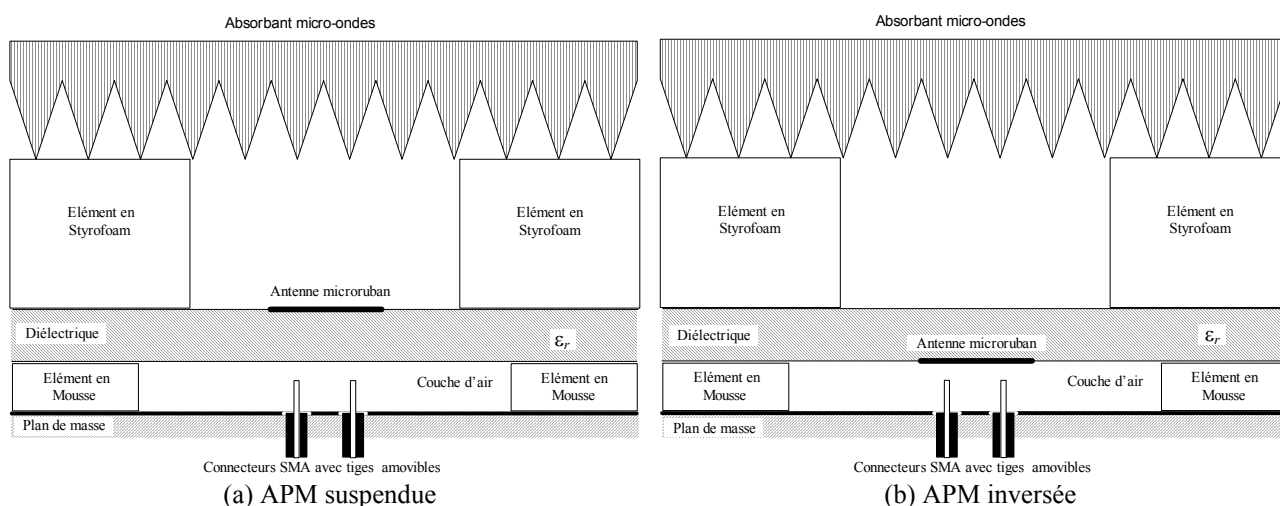 Absorbant micro-ondes
Elément en
Styrofoam
Elément en
Styrofoam
Antenne microruban
Diélectrique
εr
Elément en
Mousse
Couche d’air
Elément en
Mousse
Plan de masse
Connecteurs SMA avec tiges amovibles
(a) APM suspendue
Absorbant micro-ondes
Elément en
Styrofoam
Elément en
Styrofoam
Diélectrique
Antenne microruban
εr
Elément en
Mousse
Couche d’air
Elément en
Mousse
Plan de masse
Connecteurs SMA avec tiges amovibles
(b) APM inversée